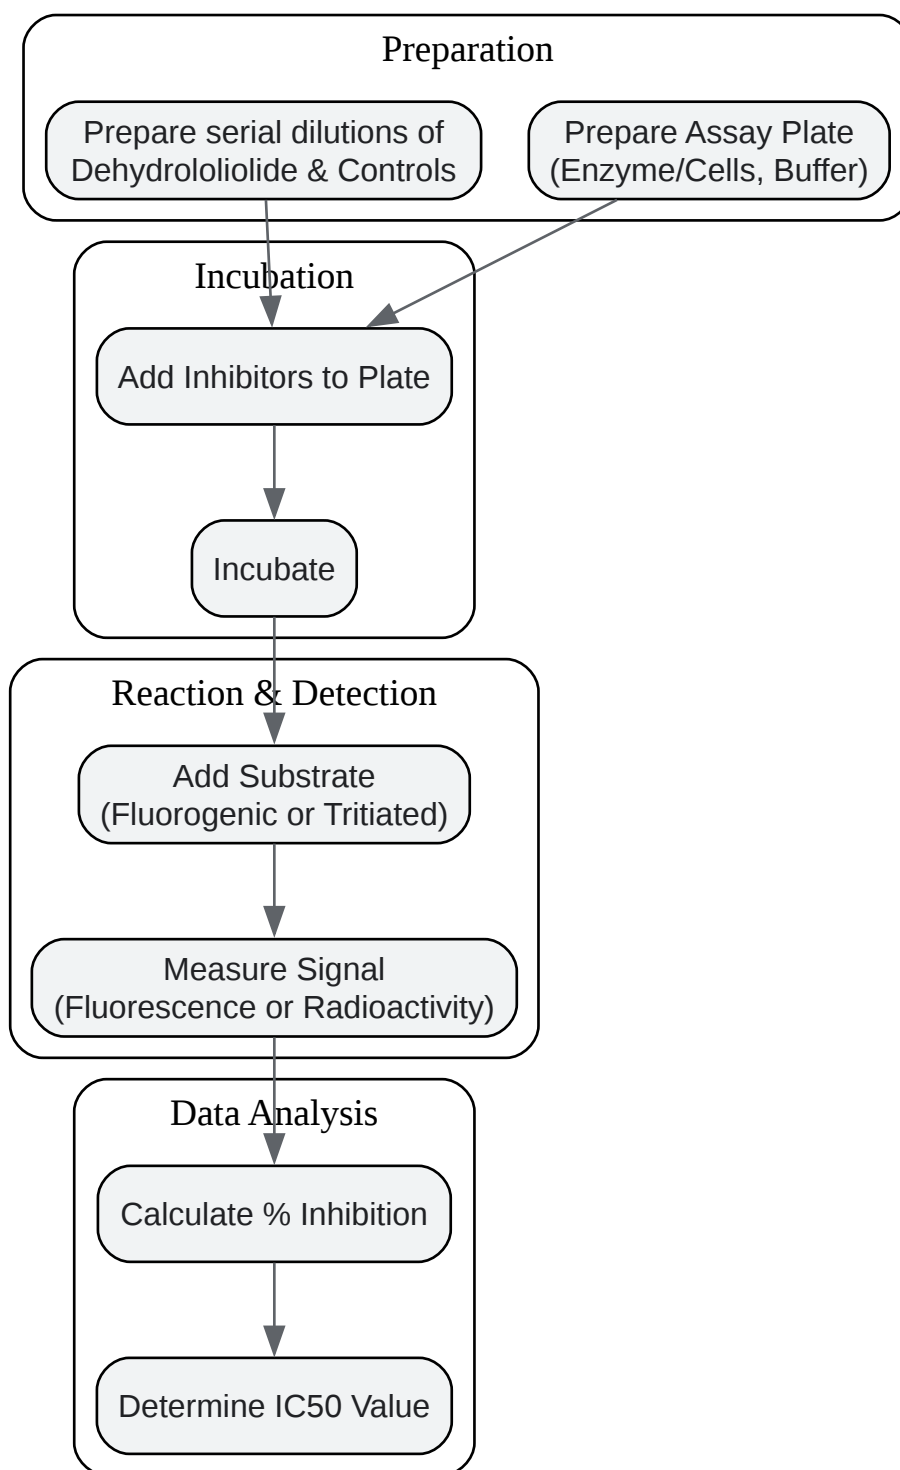 Preparation
Prepare serial dilutions of
Dehydrololiolide & Controls
Prepare Assay Plate
(Enzyme/Cells, Buffer)
Incubation
Add Inhibitors to Plate
Incubate
Reaction & Detection
Add Substrate
(Fluorogenic or Tritiated)
Measure Signal
(Fluorescence or Radioactivity)
Data Analysis
Calculate % Inhibition
Determine IC50 Value